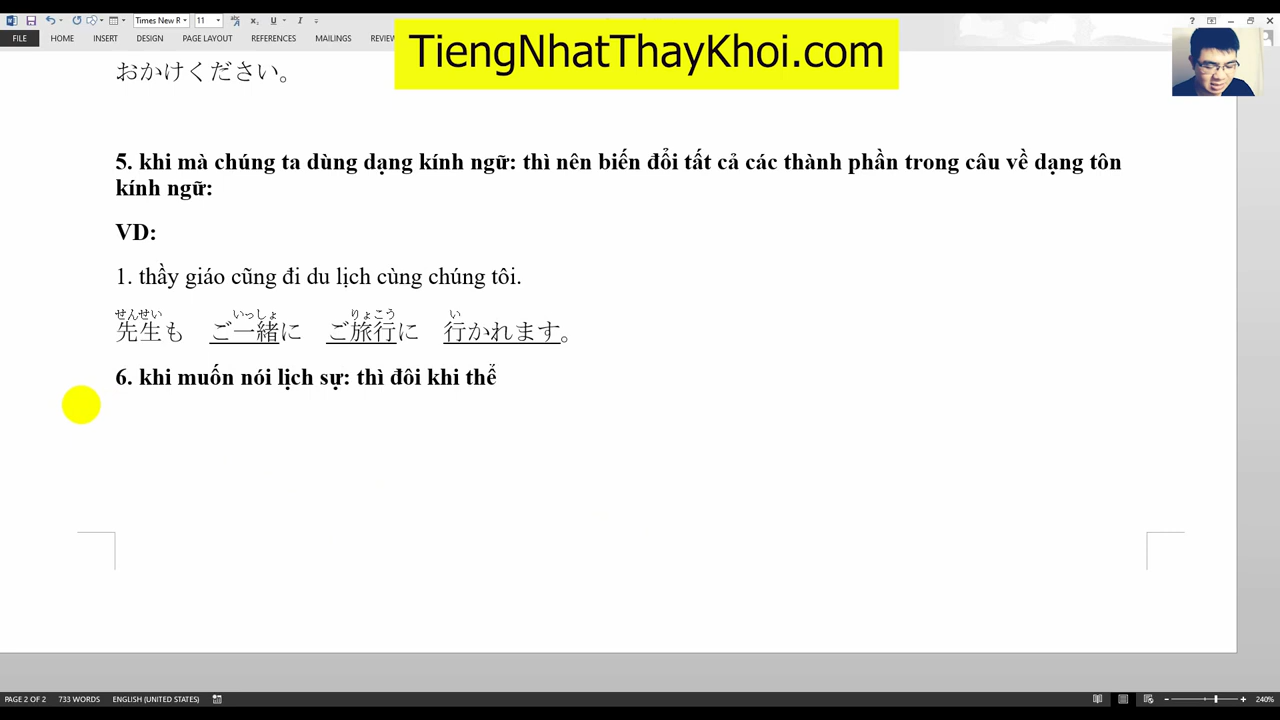 Times New R
11
?
FILE
HOME
INSERT
DESIGN
PAGE LAYOUT
REFERENCES
MAILINGS
REVIEW
TiengNhatThayKhoi.com
おかけください。
5. khi mà chúng ta dùng dạng kính ngữ: thì nên biến đổi tất cả các thành phần trong câu về dạng tôn
kính ngữ:
VD:
1. thầy giáo cũng đi du lịch cùng chúng tôi.
せんせい いっしょ りょこう い
先生も ご一緒に ご旅行に 行かれます。
6. khi muốn nói lịch sự: thì đôi khi thể
PAGE 2 OF 2
733 WORDS
ENGLISH (UNITED STATES)
240%